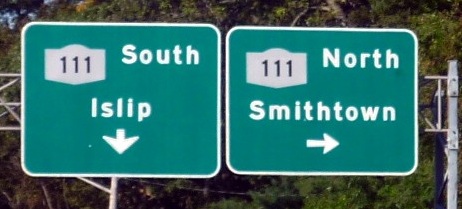 111 South
Islip
111 North
Smithtown